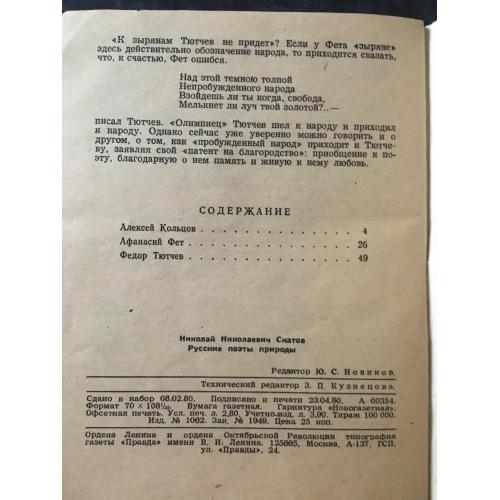 «К зырянам Тютчев не придет»? Если у Фета «зыряне»
здесь действительно обозначение народа, то приходится сказать,
что, к счастью, Фет ошибся.
Над этой темною толпой
Непробужденного народа
Взойдешь ли ты когда, свобода,
Мелькнет ли луч твой золотой?..—
писал Тютчев. «Олимпиец» Тютчев шел к народу и приходил
к народу. Однако сейчас уже уверенно можно говорить и о
другом, о том, как «пробужденный народ» приходит к Тютче-
ву, заявляя свой «патент на благородство»: приобщение к по-
эту, благодарную о нем память и живую к нему любовь.
СОДЕРЖАНИЕ
Алексей Кольцов . . . . . . . . . . . . . . 4
Афанасий Фет . . . . . . . . . . . . . . . 26
Федор Тютчев . . . . . . . . . . . . . . . 49
Николай Николаевич Скатов
Русские поэты природы
Редактор Ю. С. Новиков.
Технический редактор З. П. Кузнецова.
Сдано в набор 08.02.80. Подписано к печати 23.04.80. А 00354.
Формат 70 × 108 1/32. Бумага газетная. Гарнитура «Новогазетная».
Офсетная печать. Усл. печ. л. 2,80. Учетно-изд. л. 3,90. Тираж 100 000.
Изд. № 1062. Зак. № 1949. Цена 25 коп.
Ордена Ленина и ордена Октябрьской Революции типография
газеты «Правда» имени В. И. Ленина. 125865, Москва, А-137, ГСП,
ул. «Правды», 24.